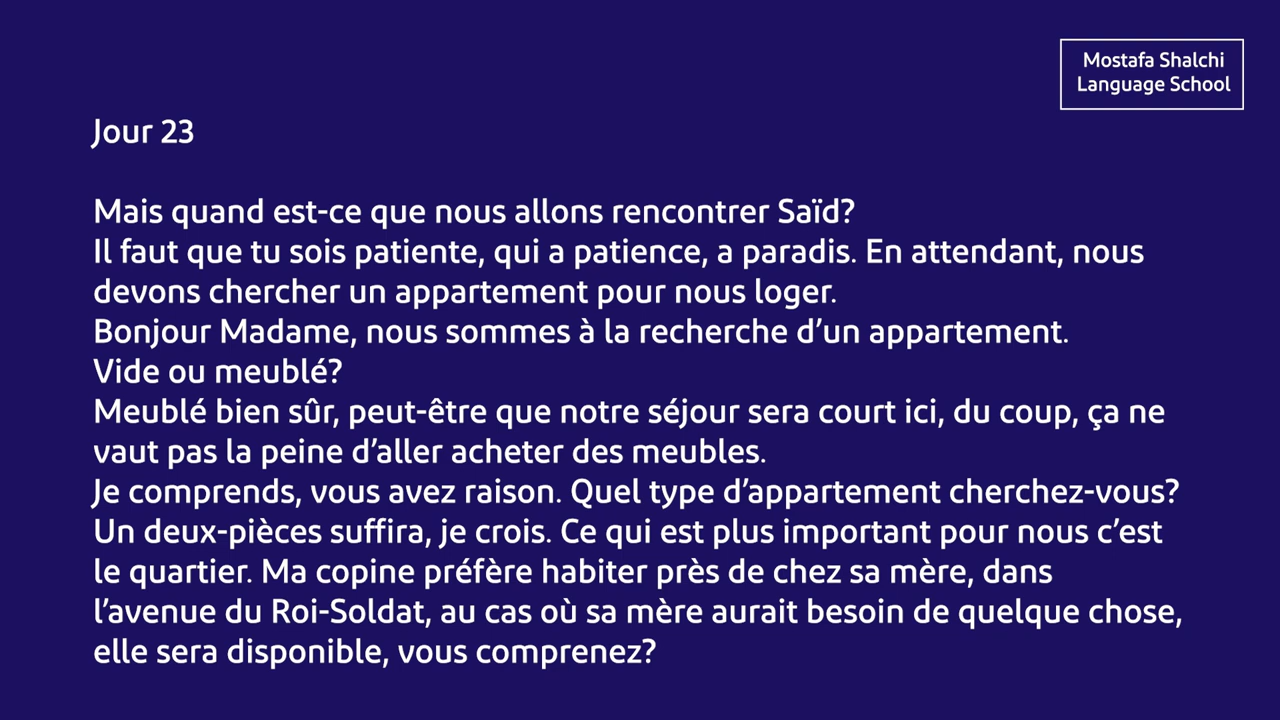 Mostafa Shalchi
Language School
Jour 23
Mais quand est-ce que nous allons rencontrer Saïd?
Il faut que tu sois patiente, qui a patience, a paradis. En attendant, nous
devons chercher un appartement pour nous loger.
Bonjour Madame, nous sommes à la recherche d’un appartement.
Vide ou meublé?
Meublé bien sûr, peut-être que notre séjour sera court ici, du coup, ça ne
vaut pas la peine d’aller acheter des meubles.
Je comprends, vous avez raison. Quel type d’appartement cherchez-vous?
Un deux-pièces suffira, je crois. Ce qui est plus important pour nous c’est
le quartier. Ma copine préfère habiter près de chez sa mère, dans
l’avenue du Roi-Soldat, au cas où sa mère aurait besoin de quelque chose,
elle sera disponible, vous comprenez?